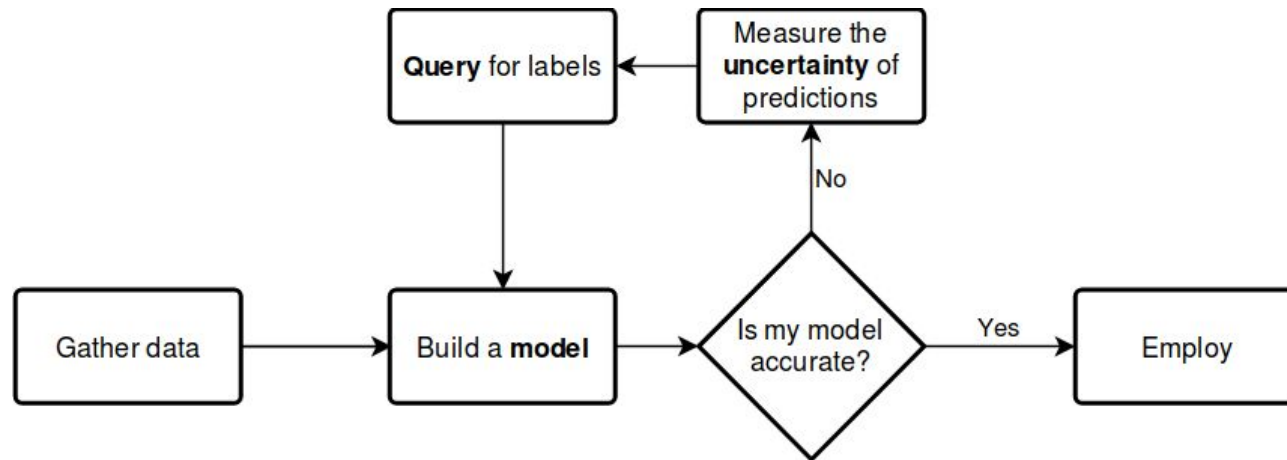 Query for labels
Measure the
uncertainty of
predictions
No
Gather data
Build a model
Is my model
accurate?
Yes
Employ